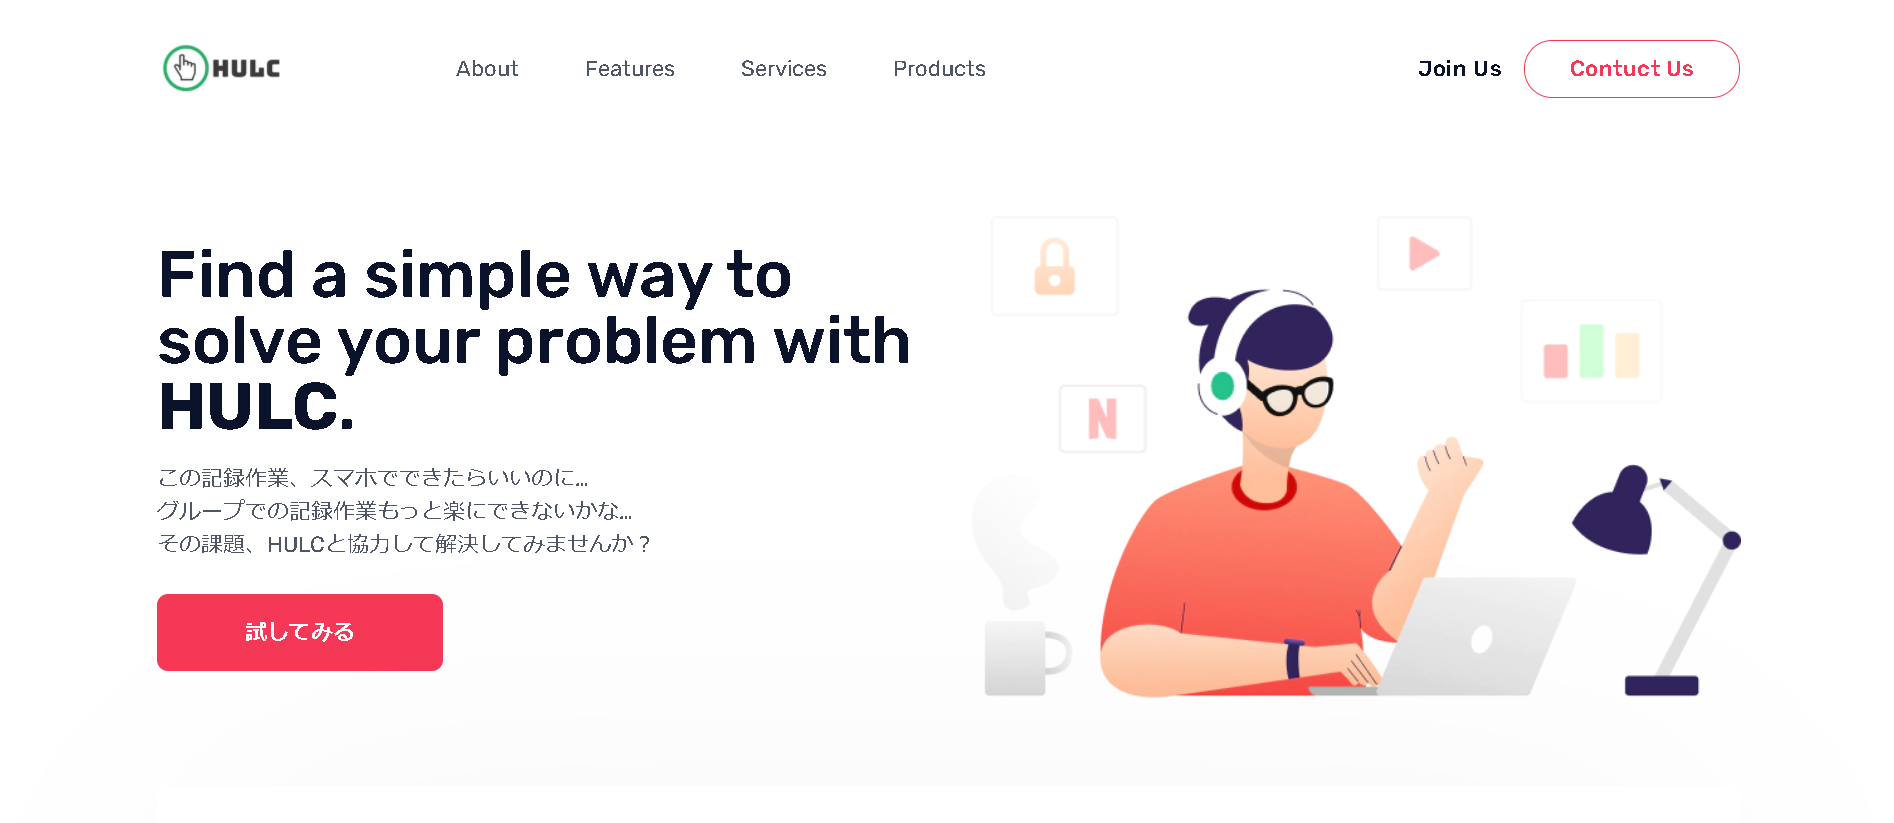 HULC
About
Features
Services
Products
Join Us
Contuct Us
Find a simple way to
solve your problem with
HULC.
この記録作業、スマホでできたらいいのに...
グループでの記録作業もっと楽にできないかな...
その課題、HULCと協力して解決してみませんか？
試してみる
N